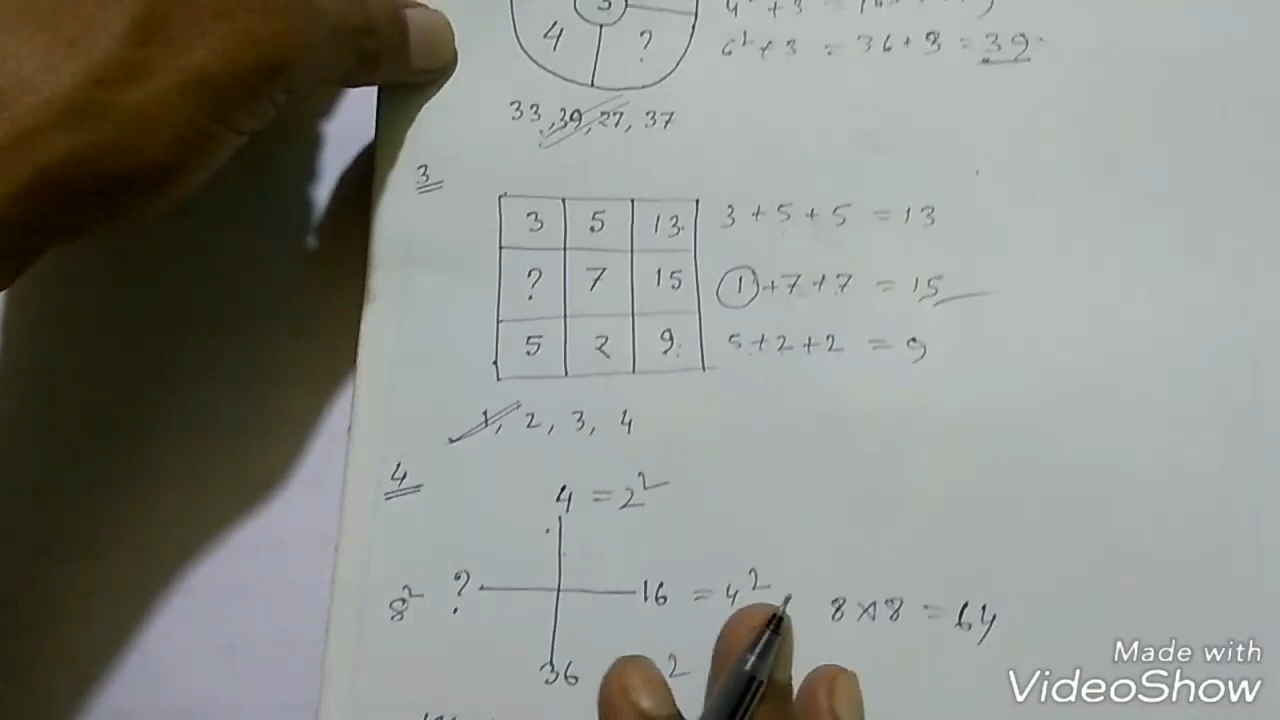 3
4 ?
6² + 3 = 36 + 3 = 39
33, 39, 27, 37
3
3 5 13 3 + 5 + 5 = 13
? 7 15 1 + 7 + 7 = 15
5 2 9 5 + 2 + 2 = 9
1, 2, 3, 4
4
4 = 2²
8² ? 16 = 4² 8 × 8 = 64
36 2
Made with
VideoShow